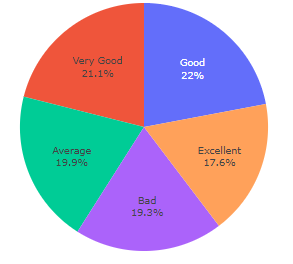 Very Good
21.1%
Good
22%
Average
19.9%
Excellent
17.6%
Bad
19.3%